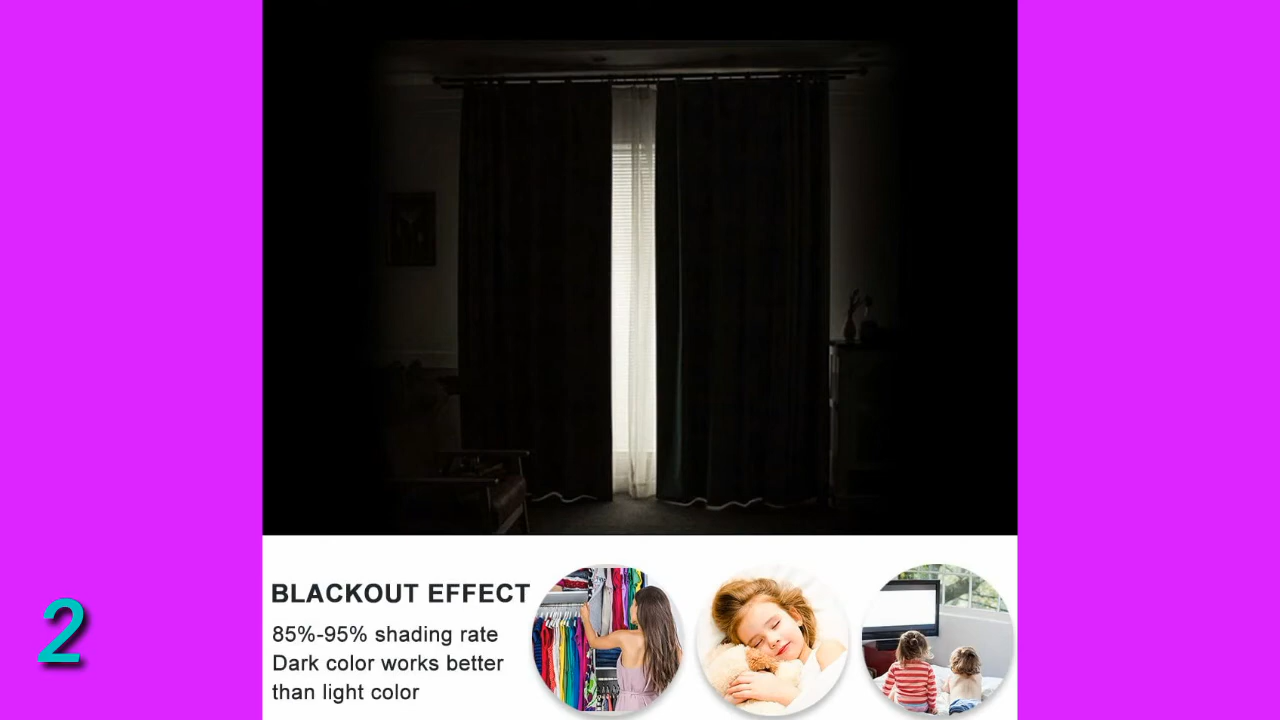 BLACKOUT EFFECT
85%-95% shading rate
Dark color works better
than light color
2